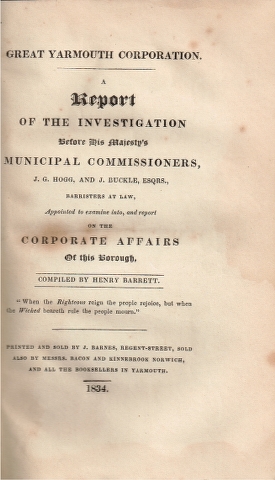 GREAT YARMOUTH CORPORATION.
A
Report
OF THE INVESTIGATION
Before His Majesty's
MUNICIPAL COMMISSIONERS,
J. G. HOGG, AND J. BUCKLE, ESQRS.,
BARRISTERS AT LAW,
Appointed to examine into, and report
ON THE
CORPORATE AFFAIRS
Of this Borough,
COMPILED BY HENRY BARRETT.
"When the Righteous reign the people rejoice, but when
the Wicked beareth rule the people mourn."
PRINTED AND SOLD BY J. BARNES, REGENT-STREET, SOLD
ALSO BY MESSRS. BACON AND KINNEBROOK NORWICH,
AND ALL THE BOOKSELLERS IN YARMOUTH.
1834.